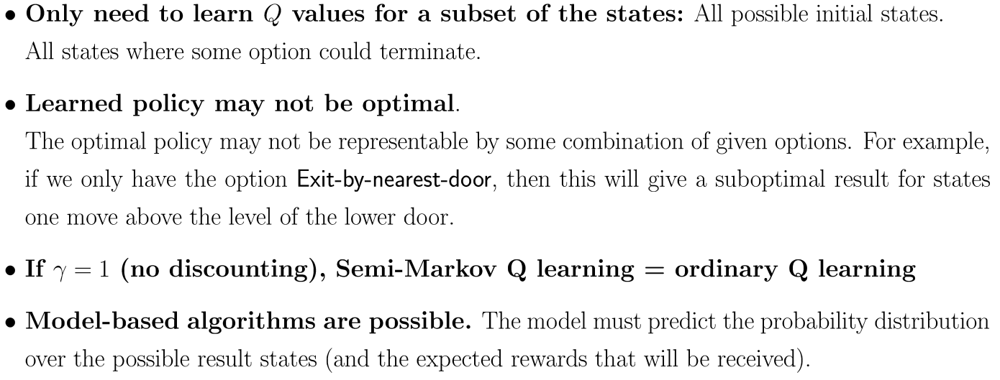 • Only need to learn Q values for a subset of the states: All possible initial states.
All states where some option could terminate.
• Learned policy may not be optimal.
The optimal policy may not be representable by some combination of given options. For example,
if we only have the option Exit-by-nearest-door, then this will give a suboptimal result for states
one move above the level of the lower door.
• If γ = 1 (no discounting), Semi-Markov Q learning = ordinary Q learning
• Model-based algorithms are possible. The model must predict the probability distribution
over the possible result states (and the expected rewards that will be received).